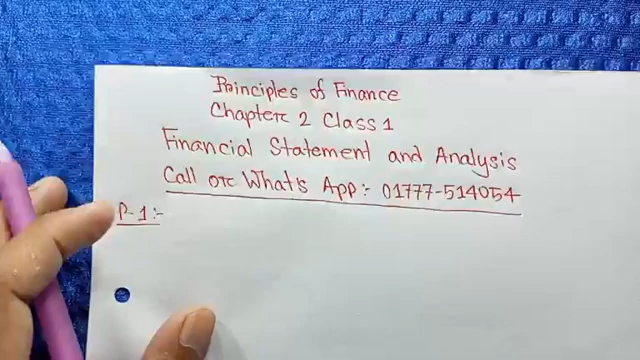 Principles of Finance
Chapter 2 Class 1
Financial Statement and Analysis
Call or What's App:- 01777-514054
P-1:-